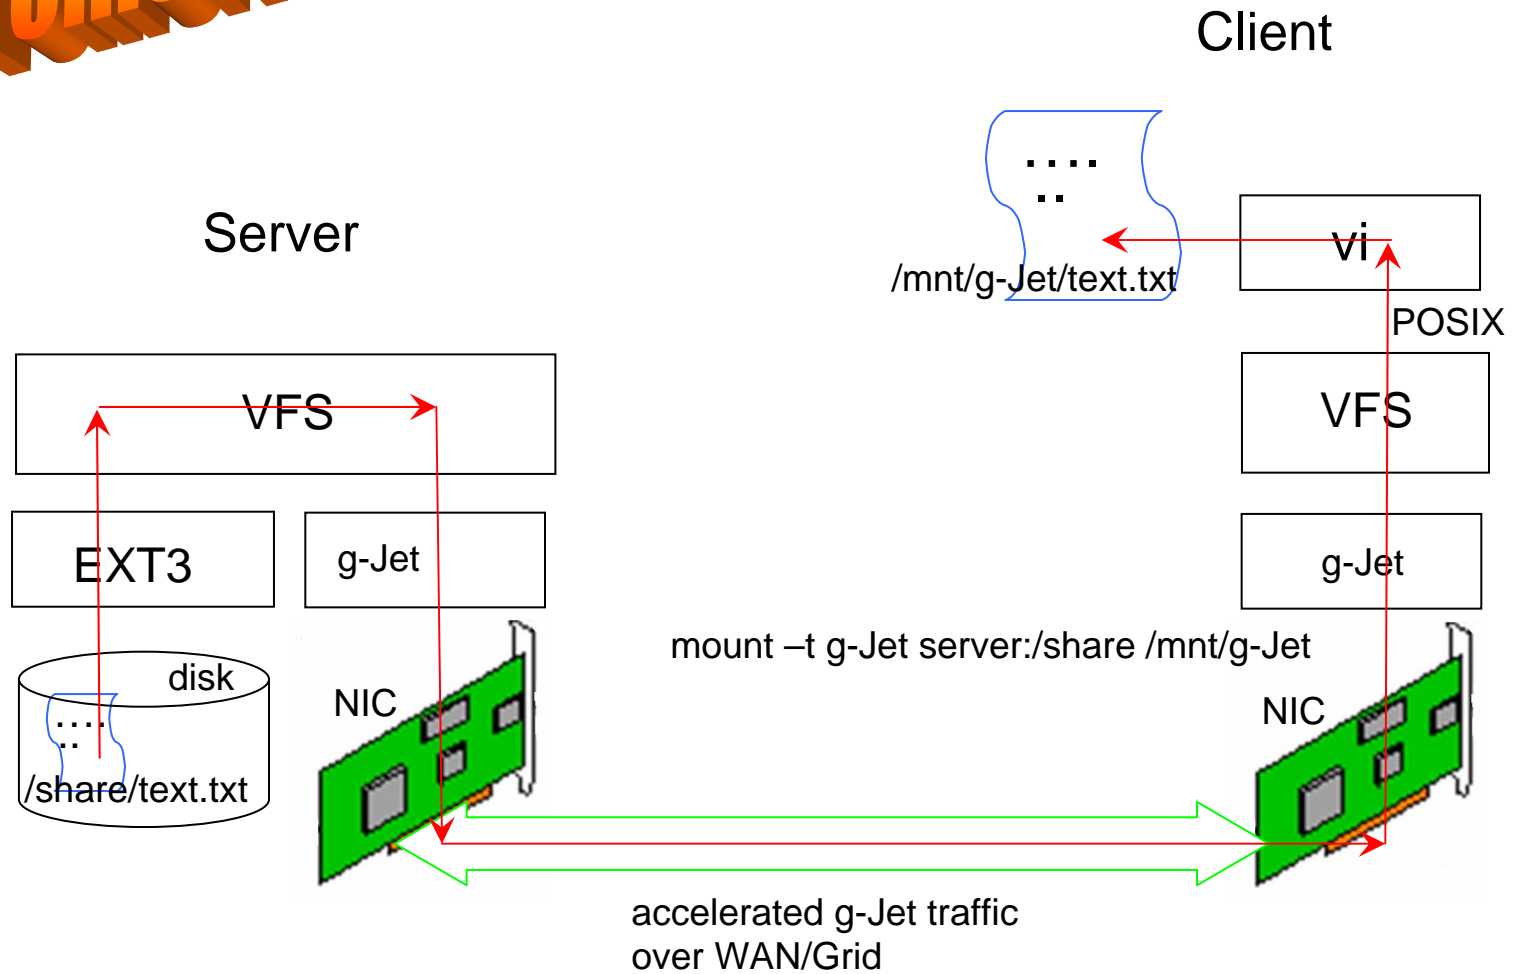 Client
....
..
Server
vi
/mnt/g-Jet/text.txt
POSIX
VFS
VFS
EXT3
g-Jet
g-Jet
mount –t g-Jet server:/share /mnt/g-Jet
disk
NIC
NIC
....
..
/share/text.txt
accelerated g-Jet traffic
over WAN/Grid